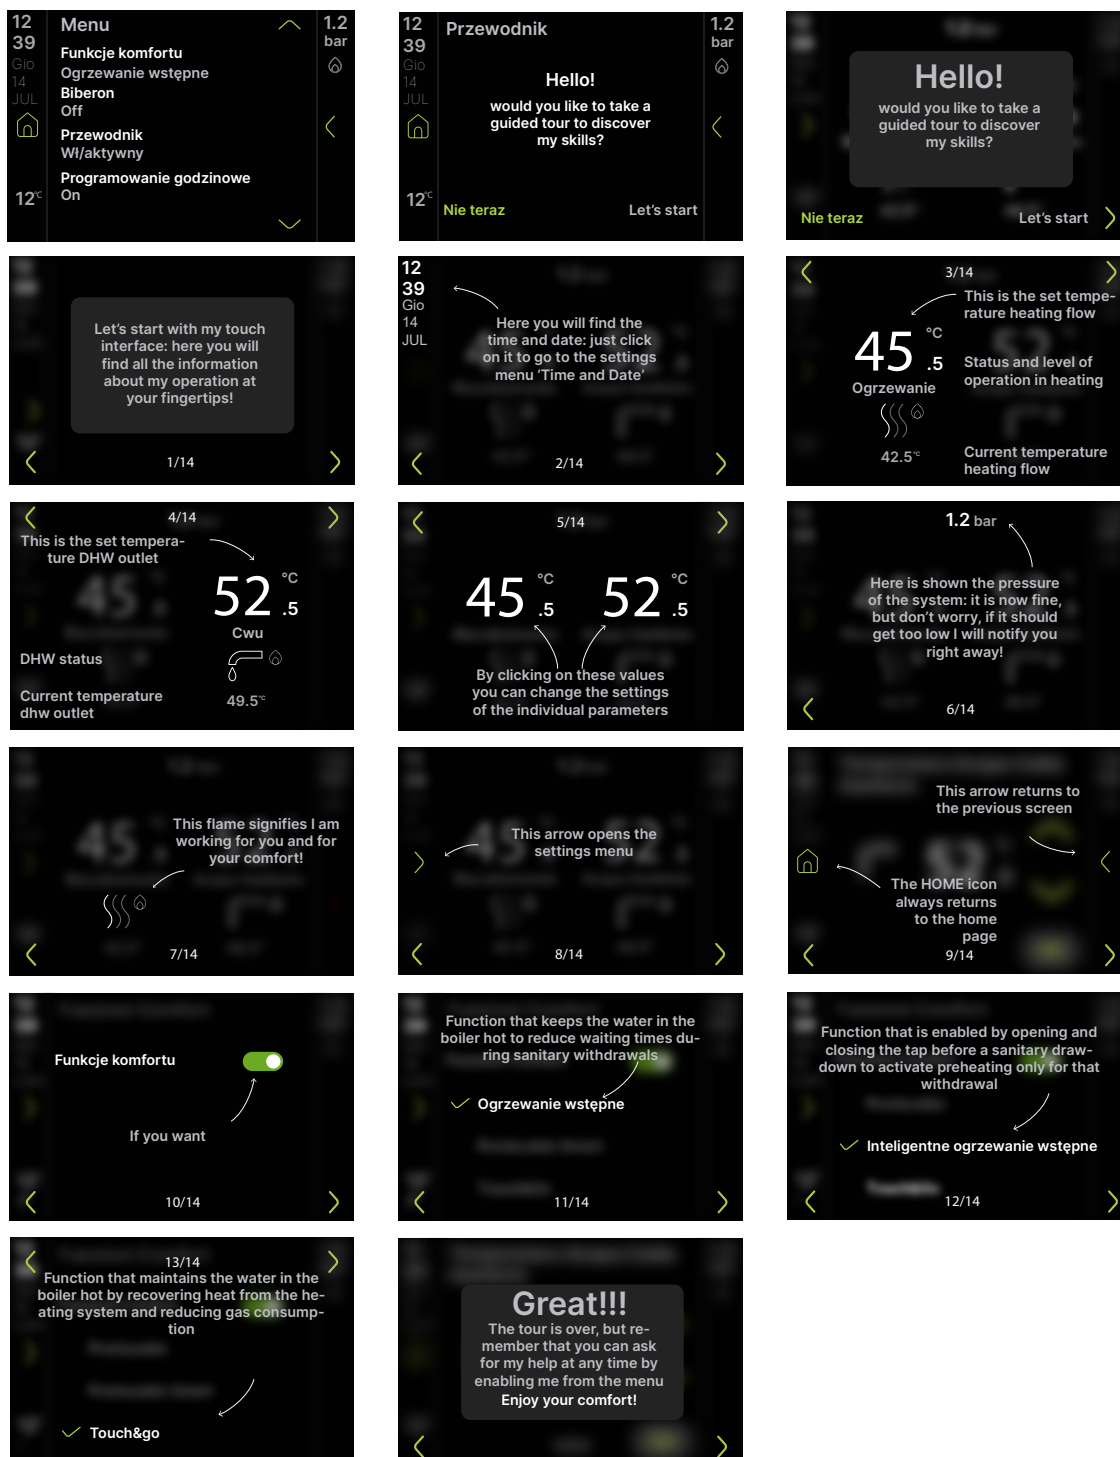 12
39
Gio
14
JUL
12°C
Menu
Funkcje komfortu
Ogrzewanie wstępne
Biberon
Off
Przewodnik
Wł/aktywny
Programowanie godzinowe
On
1.2
bar
12
39
Gio
14
JUL
12°C
Przewodnik
Hello!
would you like to take a
guided tour to discover
my skills?
Nie teraz
Let's start
1.2
bar
Hello!
would you like to take a
guided tour to discover
my skills?
Nie teraz
Let's start
Let's start with my touch
interface: here you will
find all the information
about my operation at
your fingertips!
1/14
12
39
Gio
14
JUL
Here you will find the
time and date: just click
on it to go to the settings
menu 'Time and Date'
2/14
3/14
This is the set tempe-
rature heating flow
45.5 °C
Ogrzewanie
Status and level of
operation in heating
42.5°C
Current temperature
heating flow
4/14
This is the set tempera-
ture DHW outlet
52.5 °C
Cwu
DHW status
Current temperature
dhw outlet
49.5°C
5/14
45.5 °C
52.5 °C
By clicking on these values
you can change the settings
of the individual parameters
1.2 bar
Here is shown the pressure
of the system: it is now fine,
but don't worry, if it should
get too low I will notify you
right away!
6/14
This flame signifies I am
working for you and for
your comfort!
7/14
This arrow opens the
settings menu
8/14
This arrow returns to
the previous screen
The HOME icon
always returns
to the home
page
9/14
Funkcje komfortu
If you want
10/14
Function that keeps the water in the
boiler hot to reduce waiting times du-
ring sanitary withdrawals
Ogrzewanie wstępne
11/14
Function that is enabled by opening and
closing the tap before a sanitary draw-
down to activate preheating only for that
withdrawal
Inteligentne ogrzewanie wstępne
12/14
13/14
Function that maintains the water in the
boiler hot by recovering heat from the he-
ating system and reducing gas consump-
tion
Touch&go
Great!!!
The tour is over, but re-
member that you can ask
for my help at any time by
enabling me from the menu
Enjoy your comfort!